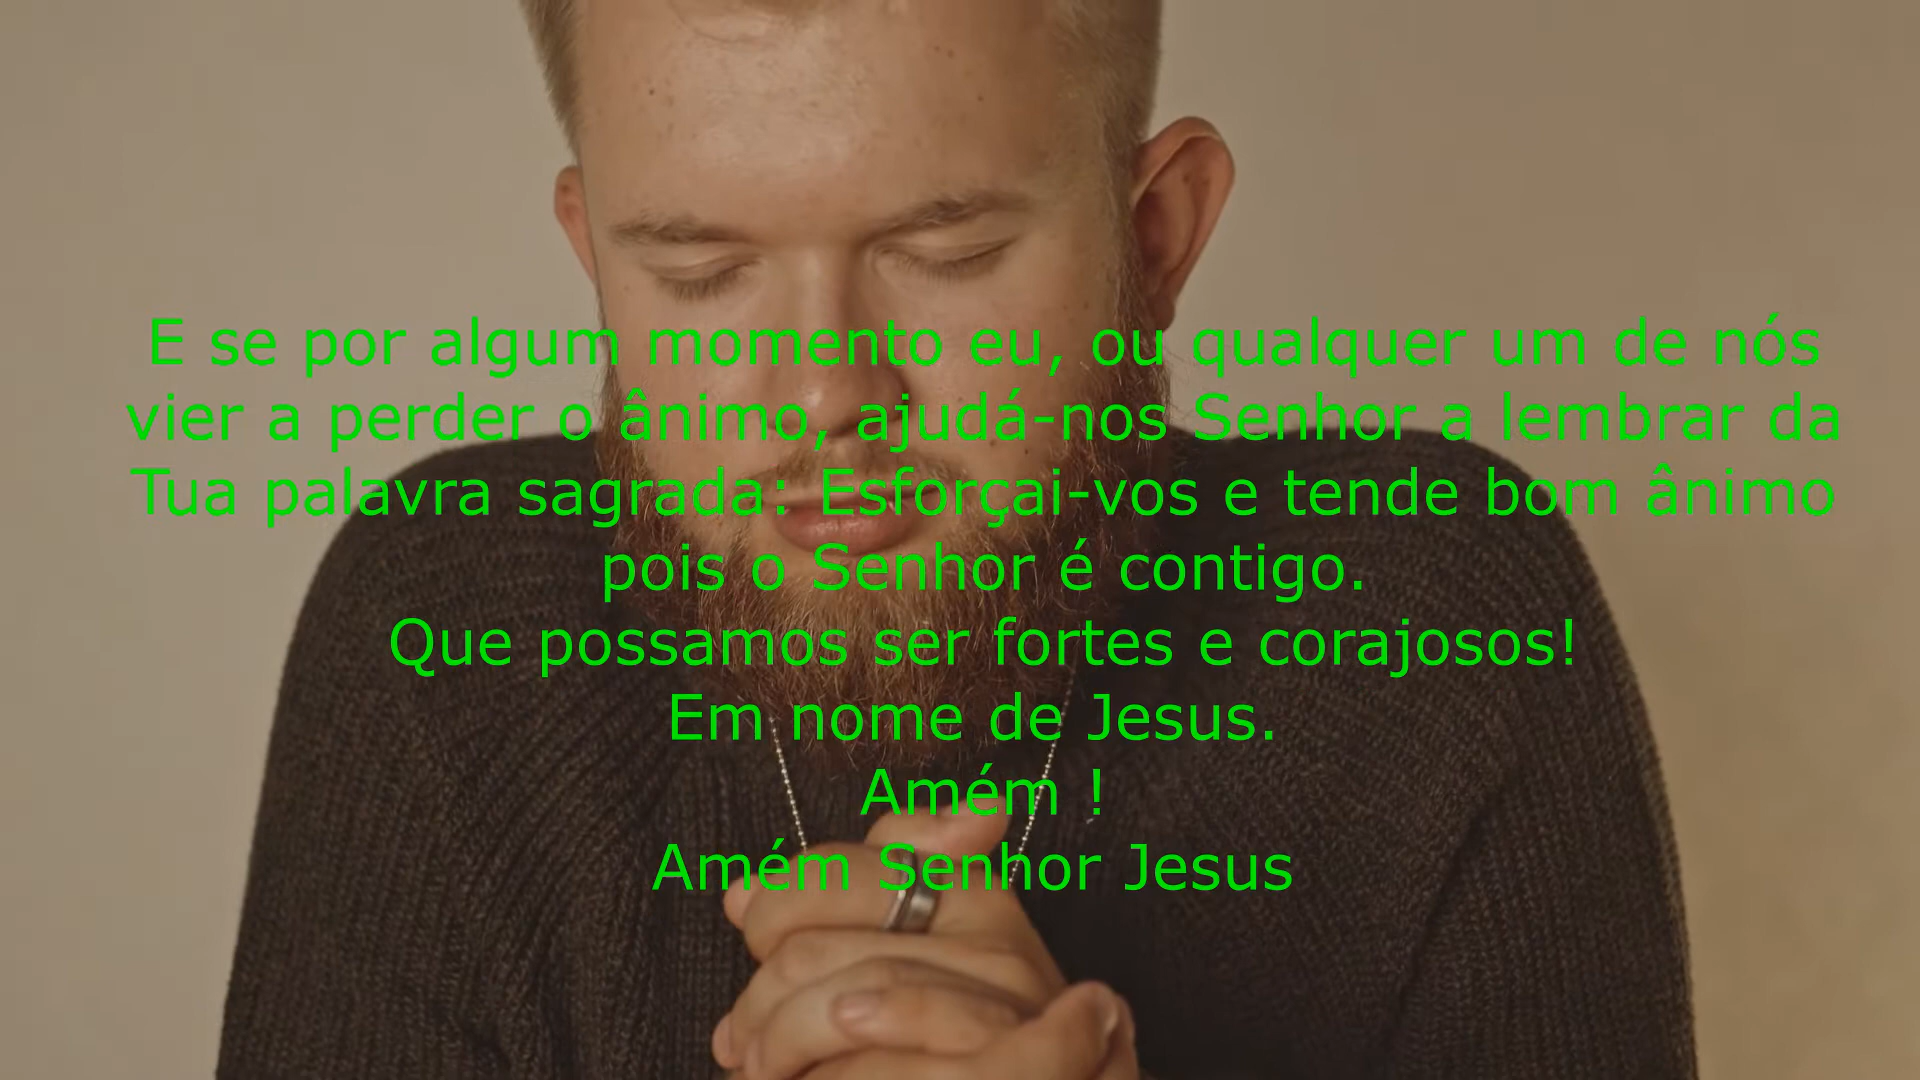 E se por algum momento eu, ou qualquer um de nós
vier a perder o ânimo, ajudá-nos Senhor a lembrar da
Tua palavra sagrada: Esforçai-vos e tende bom ânimo
pois o Senhor é contigo.
Que possamos ser fortes e corajosos!
Em nome de Jesus.
Amém !
Amém Senhor Jesus